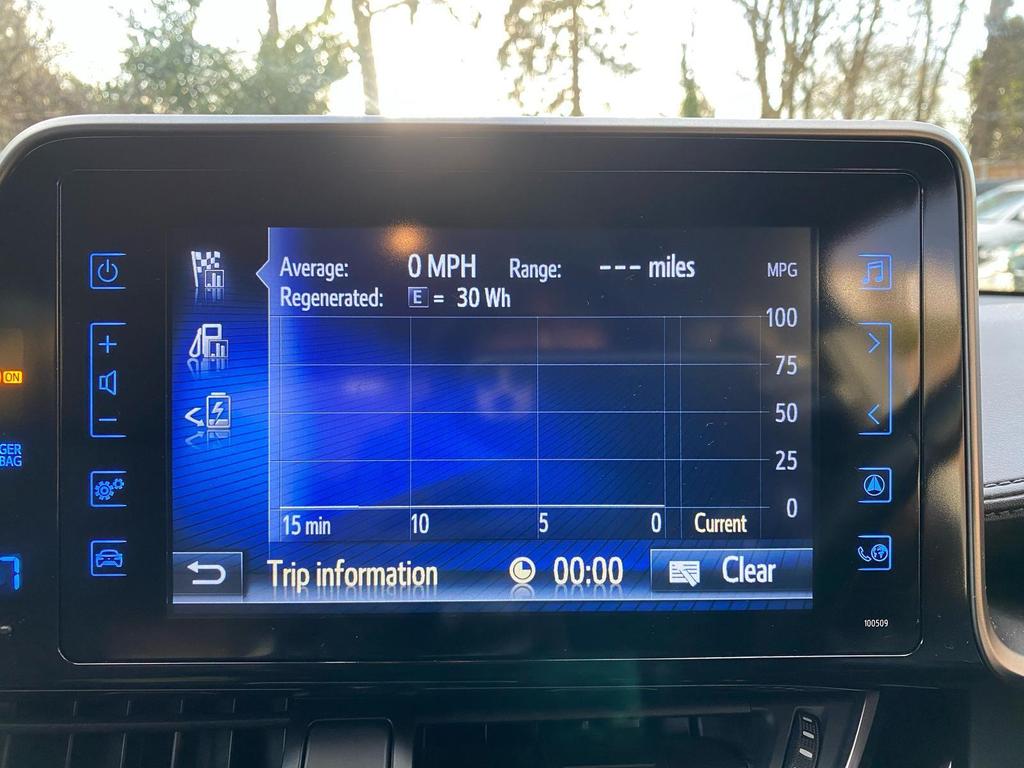 Average: 0 MPH Range: --- miles MPG
Regenerated: E = 30 Wh
100
75
50
25
0
15 min 10 5 0 Current
Trip information 00:00 Clear
ON
GER
BAG
100509